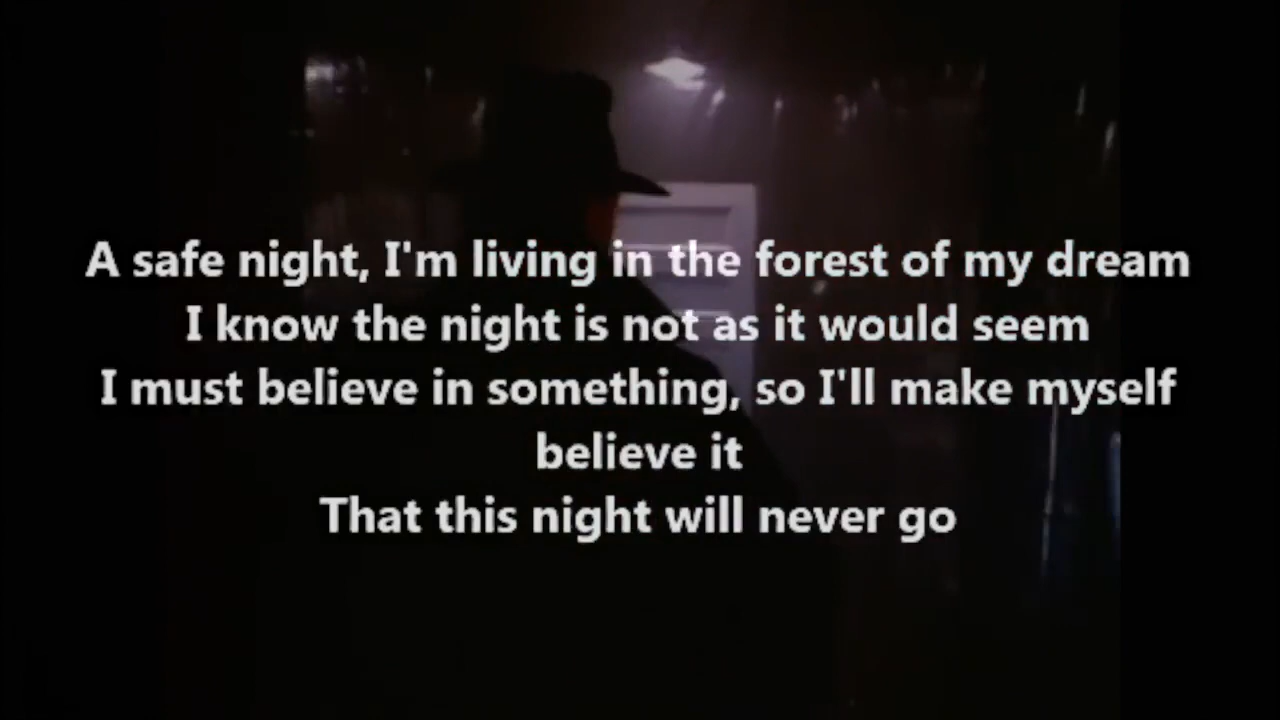 A safe night, I'm living in the forest of my dream
I know the night is not as it would seem
I must believe in something, so I'll make myself
believe it
That this night will never go